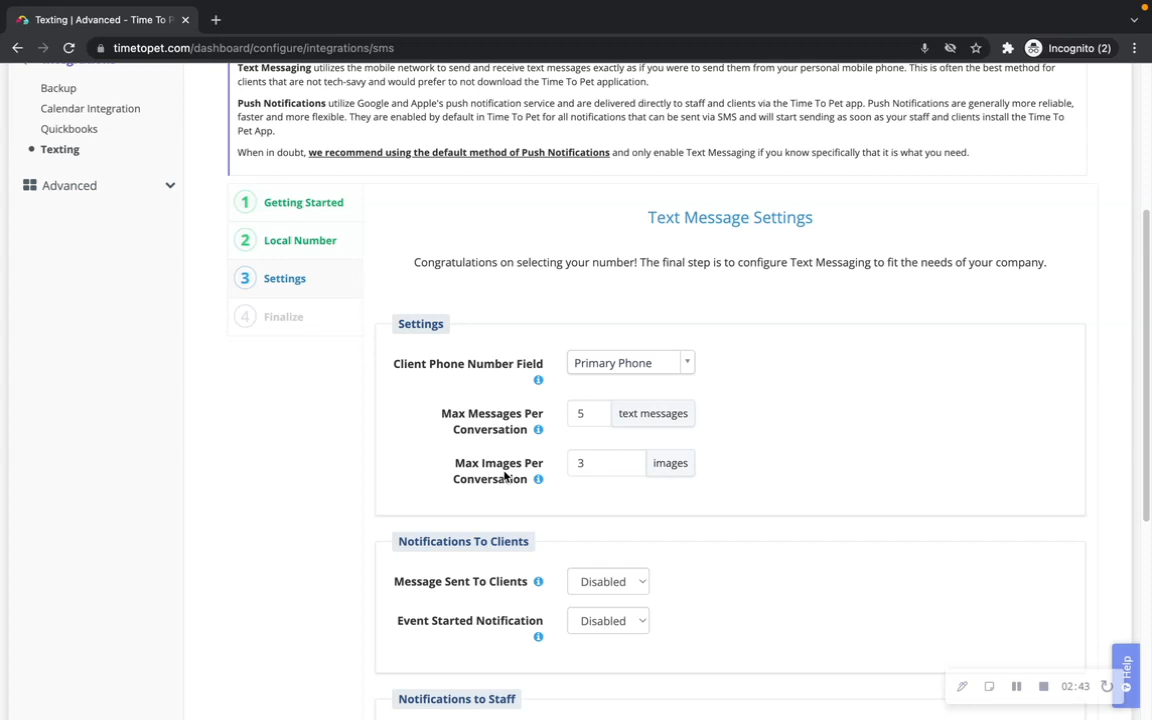 Texting | Advanced - Time To P
timetopet.com/dashboard/configure/integrations/sms
Incognito (2)
Backup
Calendar Integration
Quickbooks
Texting
Advanced
Text Messaging utilizes the mobile network to send and receive text messages exactly as if you were to send them from your personal mobile phone. This is often the best method for
clients that are not tech-savy and would prefer to not download the Time To Pet application.
Push Notifications utilize Google and Apple's push notification service and are delivered directly to staff and clients via the Time To Pet app. Push Notifications are generally more reliable,
faster and more flexible. They are enabled by default in Time To Pet for all notifications that can be sent via SMS and will start sending as soon as your staff and clients install the Time To
Pet App.
When in doubt, we recommend using the default method of Push Notifications and only enable Text Messaging if you know specifically that it is what you need.
1 Getting Started
2 Local Number
3 Settings
4 Finalize
Text Message Settings
Congratulations on selecting your number! The final step is to configure Text Messaging to fit the needs of your company.
Settings
Client Phone Number Field
Primary Phone
Max Messages Per
Conversation
5 text messages
Max Images Per
Conversation
3 images
Notifications To Clients
Message Sent To Clients
Disabled
Event Started Notification
Disabled
Notifications to Staff
Help
02:43